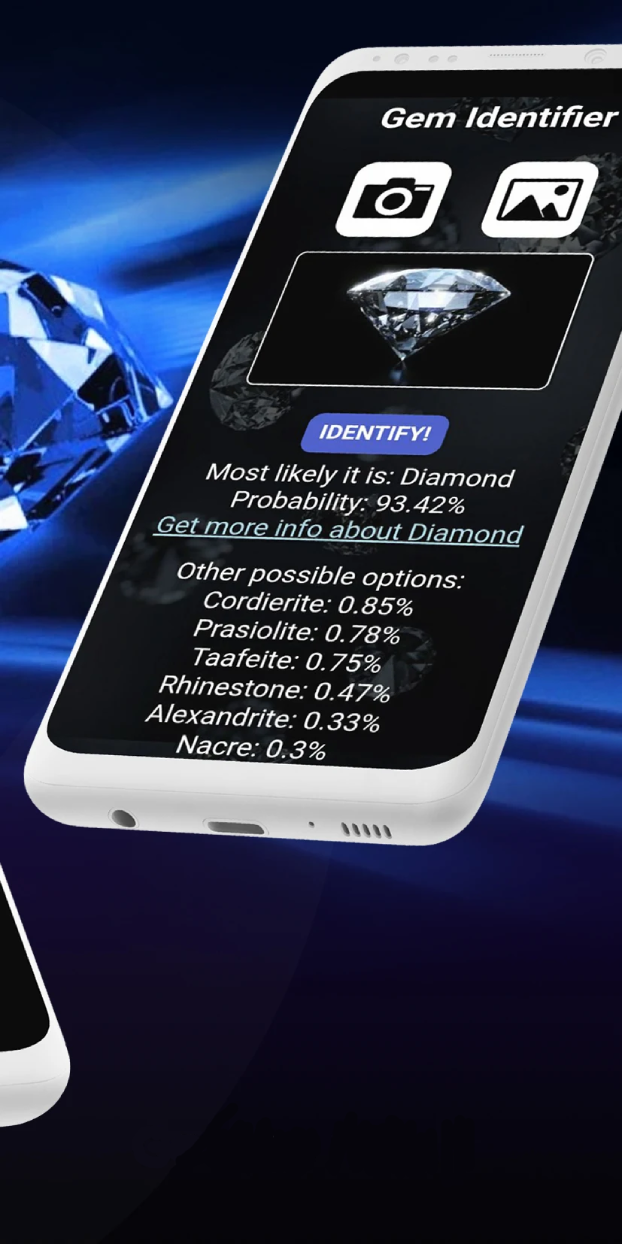 Gem Identifier
IDENTIFY!
Most likely it is: Diamond
Probability: 93.42%
Get more info about Diamond
Other possible options:
Cordierite: 0.85%
Prasiolite: 0.78%
Taafeite: 0.75%
Rhinestone: 0.47%
Alexandrite: 0.33%
Nacre: 0.3%